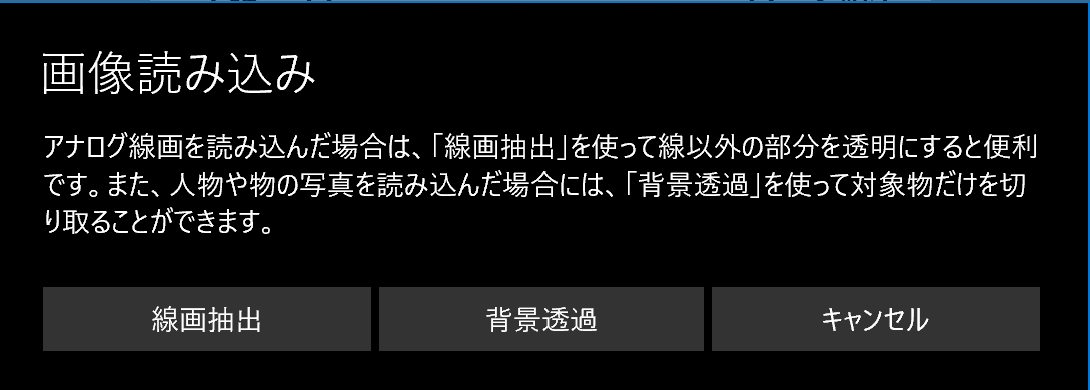 画像読み込み
アナログ線画を読み込んだ場合は、「線画抽出」を使って線以外の部分を透明にすると便利
です。また、人物や物の写真を読み込んだ場合には、「背景透過」を使って対象物だけを切
り取ることができます。
線画抽出
背景透過
キャンセル